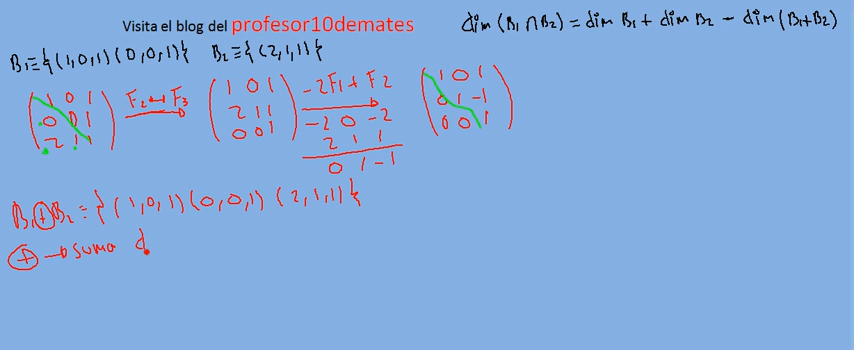 Visita el blog del profesor10demates
dim (B₁ ∩ B₂) = dim B₁ + dim B₂ - dim (B₁+B₂)
B₁ ≡ {(1,0,1) (0,0,1)} B₂ ≡ {(2,1,1)}
(1 0 1 / 0 0 1 / 2 1 1) F₂↔F₃ → (1 0 1 / 2 1 1 / 0 0 1) -2F₁ + F₂ → (1 0 1 / 0 1 -1 / 0 0 1)
-2 0 -2
2 1 1
0 1 -1
B₁ ⊕ B₂ ≡ {(1,0,1) (0,0,1) (2,1,1)}
⊕ → suma d